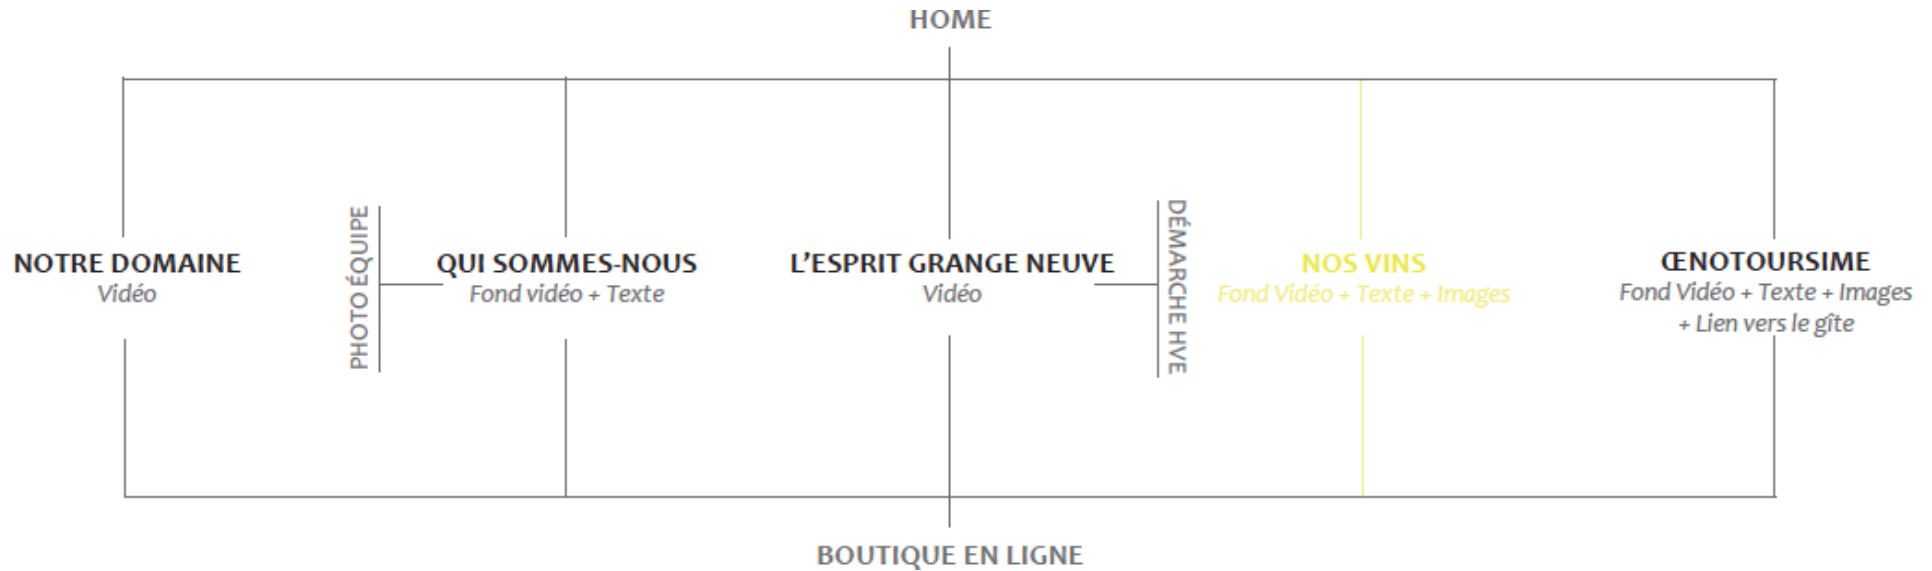 HOME
NOTRE DOMAINE
Vidéo
PHOTO ÉQUIPE
QUI SOMMES-NOUS
Fond vidéo + Texte
L'ESPRIT GRANGE NEUVE
Vidéo
DÉMARCHE HVE
NOS VINS
Fond Vidéo + Texte + Images
ŒNOTOURSIME
Fond Vidéo + Texte + Images
+ Lien vers le gîte
BOUTIQUE EN LIGNE